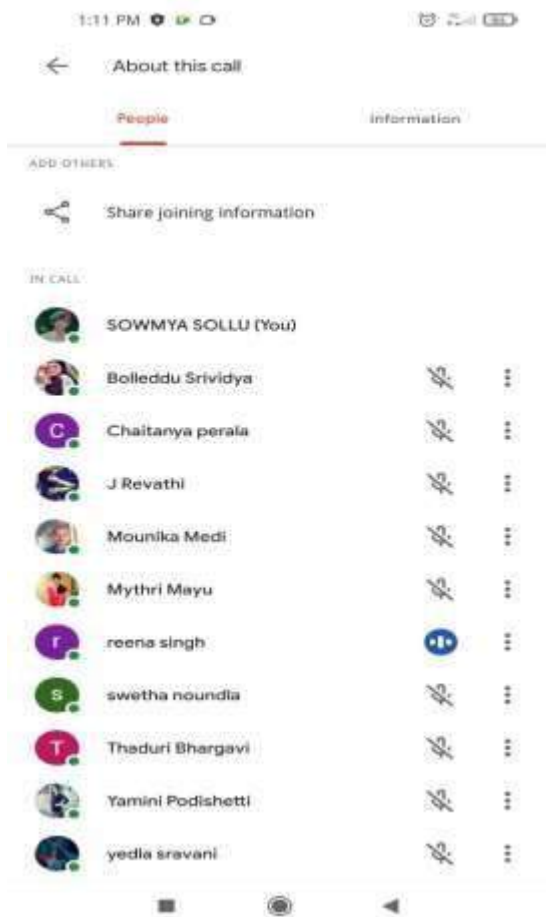 1:11 PM
About this call
People
Information
ADD OTHERS
Share joining information
IN CALL
SOWMYA SOLLU (You)
Bolleddu Srividya
C
Chaitanya perala
J Revathi
Mounika Medi
Mythri Mayu
r
reena singh
s
swetha noundla
T
Thaduri Bhargavi
Yamini Podishetti
yedla sravani